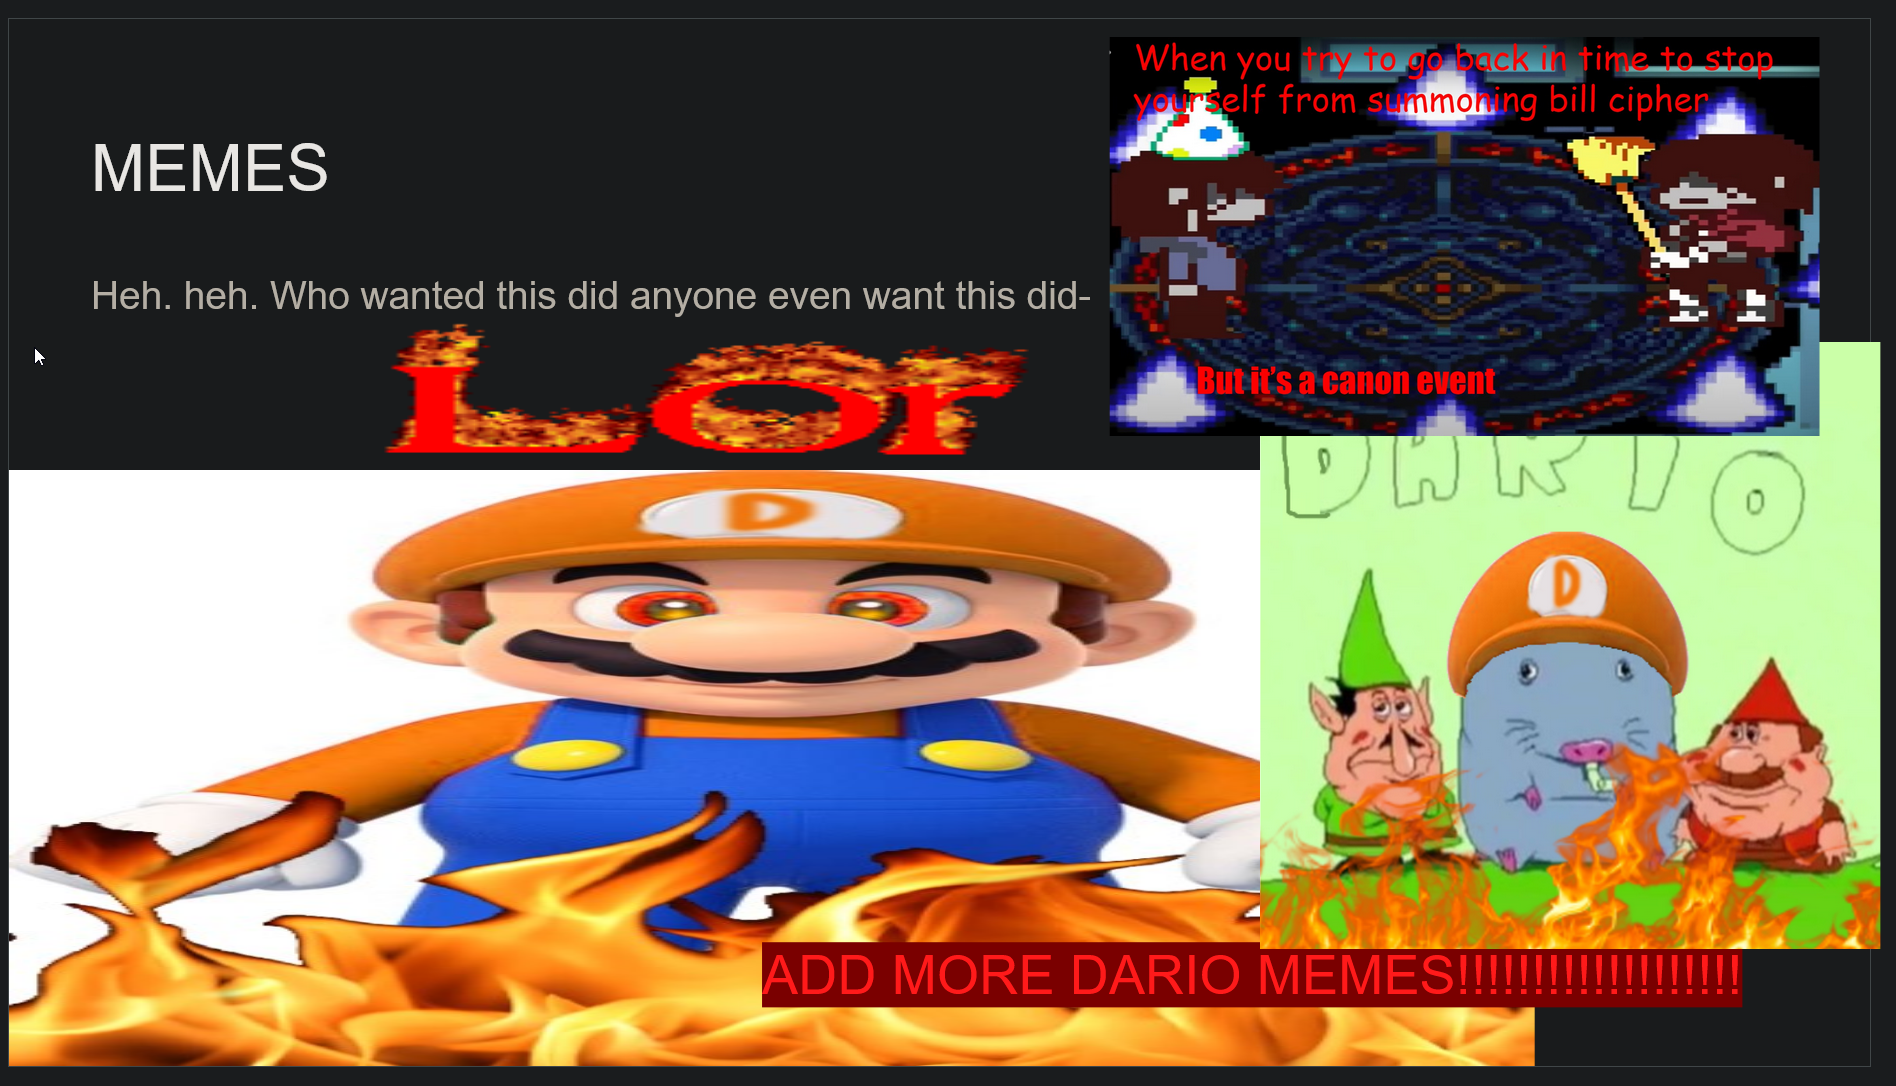 When you try to go back in time to stop
yourself from summoning bill cipher
MEMES
Heh. heh. Who wanted this did anyone even want this did-
Lor
But it's a canon event
DARIO
D
D
ADD MORE DARIO MEMES!!!!!!!!!!!!!!!!!!!